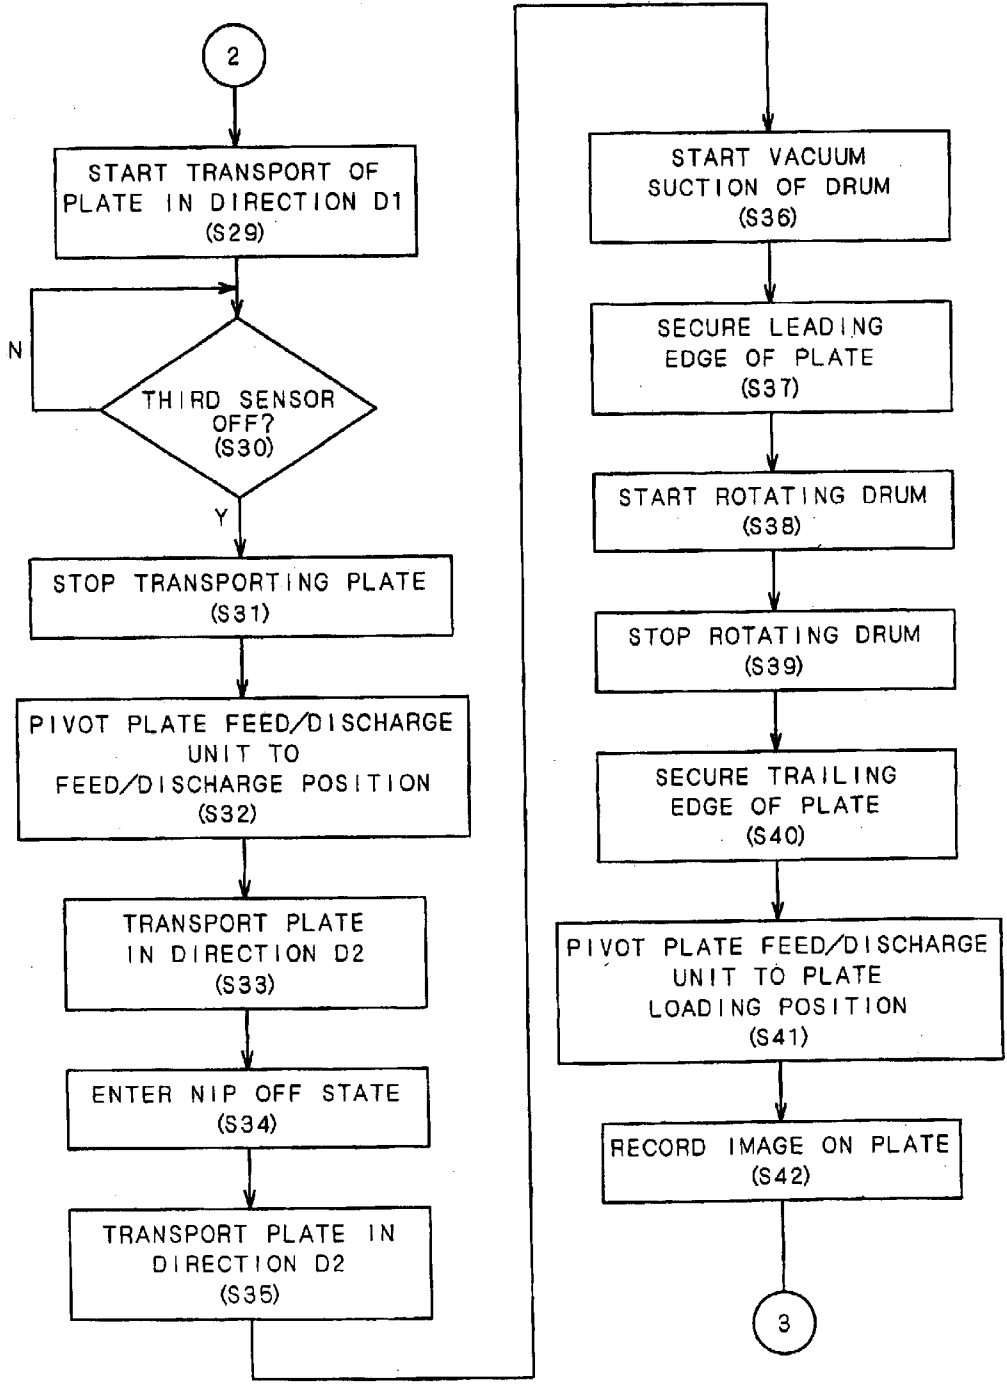 2
START TRANSPORT OF
PLATE IN DIRECTION D1
(S29)
N
THIRD SENSOR
OFF?
(S30)
Y
STOP TRANSPORTING PLATE
(S31)
PIVOT PLATE FEED/DISCHARGE
UNIT TO
FEED/DISCHARGE POSITION
(S32)
TRANSPORT PLATE
IN DIRECTION D2
(S33)
ENTER NIP OFF STATE
(S34)
TRANSPORT PLATE IN
DIRECTION D2
(S35)
START VACUUM
SUCTION OF DRUM
(S36)
SECURE LEADING
EDGE OF PLATE
(S37)
START ROTATING DRUM
(S38)
STOP ROTATING DRUM
(S39)
SECURE TRAILING
EDGE OF PLATE
(S40)
PIVOT PLATE FEED/DISCHARGE
UNIT TO PLATE
LOADING POSITION
(S41)
RECORD IMAGE ON PLATE
(S42)
3